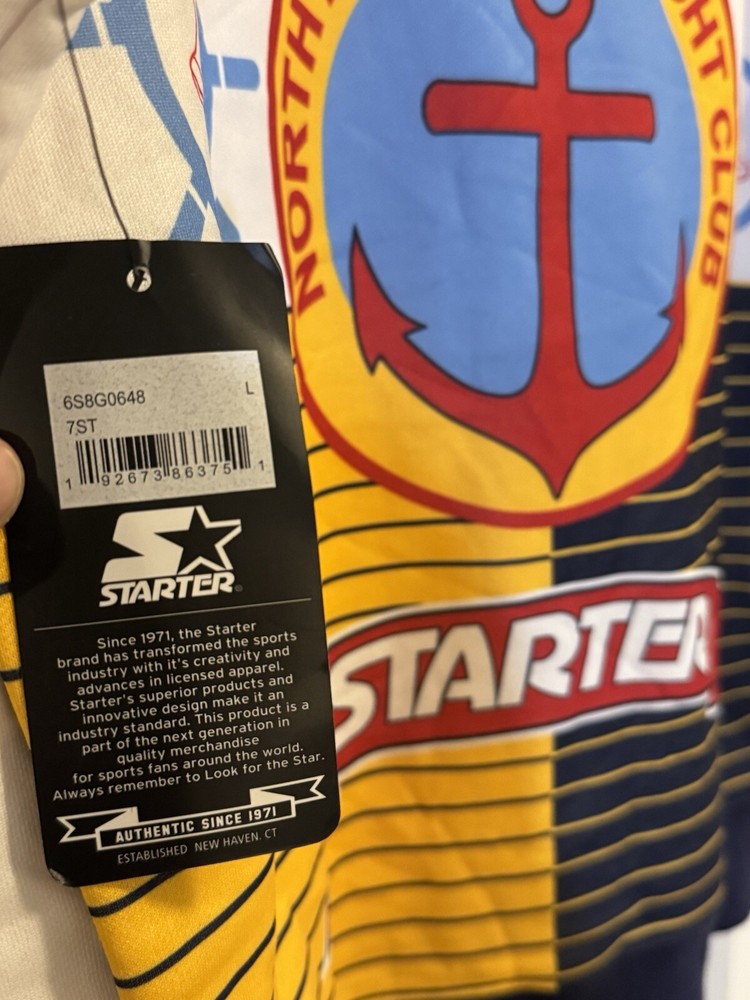 NORTH
GHT CLUB
6S8G0648 L
7ST
1 92673 86375 1
STARTER®
Since 1971, the Starter
brand has transformed the sports
industry with it's creativity and
advances in licensed apparel.
Starter's superior products and
innovative design make it an
industry standard. This product is a
part of the next generation in
quality merchandise
for sports fans around the world.
Always remember to Look for the Star.
AUTHENTIC SINCE 1971
ESTABLISHED NEW HAVEN, CT
STARTER